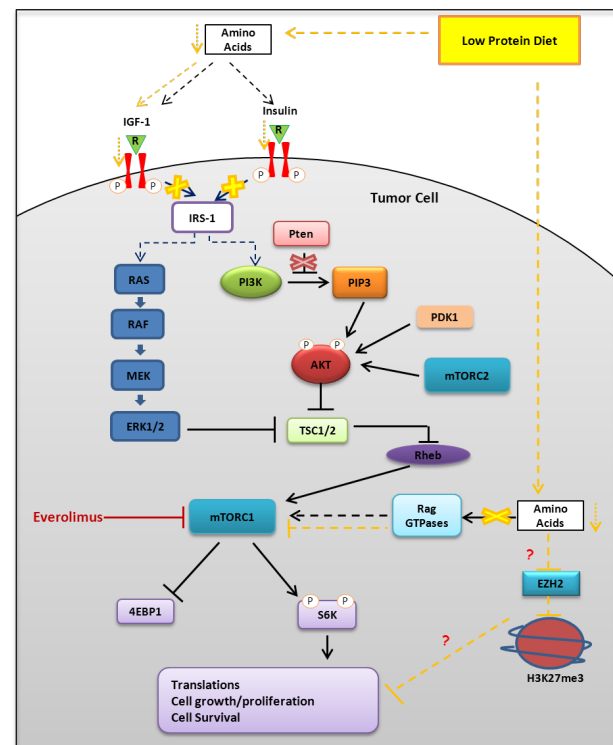 Amino
Acids
Low Protein Diet
IGF-1
Insulin
R
R
P
P
P
P
Tumor Cell
IRS-1
Pten
RAS
PI3K
PIP3
RAF
PDK1
P
P
AKT
MEK
mTORC2
ERK1/2
TSC1/2
Rheb
Everolimus
mTORC1
Rag
GTPases
Amino
Acids
?
EZH2
4EBP1
P
P
S6K
?
H3K27me3
Translations
Cell growth/proliferation
Cell Survival